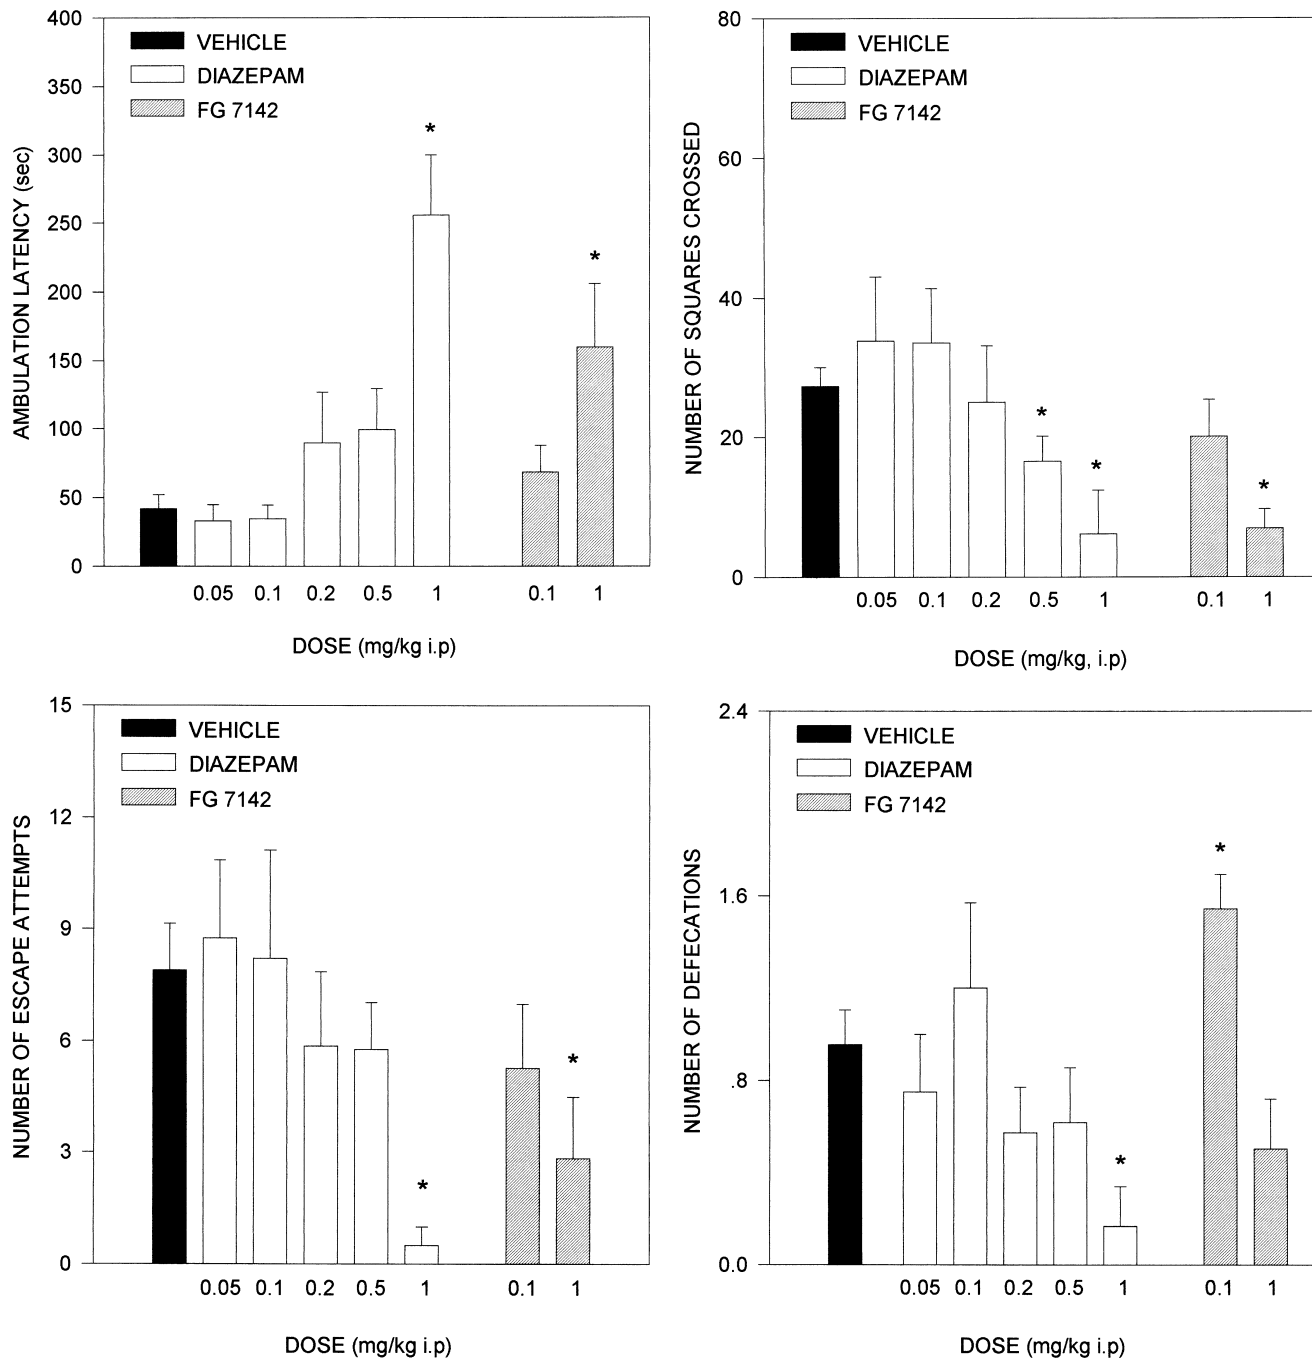 400
350
300
250
200
150
100
50
0
AMBULATION LATENCY (sec)
VEHICLE
DIAZEPAM
FG 7142
*
*
0.05 0.1 0.2 0.5 1 0.1 1
DOSE (mg/kg i.p)
80
60
40
20
0
NUMBER OF SQUARES CROSSED
VEHICLE
DIAZEPAM
FG 7142
*
*
*
0.05 0.1 0.2 0.5 1 0.1 1
DOSE (mg/kg, i.p)
15
12
9
6
3
0
NUMBER OF ESCAPE ATTEMPTS
VEHICLE
DIAZEPAM
FG 7142
*
*
0.05 0.1 0.2 0.5 1 0.1 1
DOSE (mg/kg i.p)
2.4
1.6
.8
0.0
NUMBER OF DEFECATIONS
VEHICLE
DIAZEPAM
FG 7142
*
*
0.05 0.1 0.2 0.5 1 0.1 1
DOSE (mg/kg i.p)